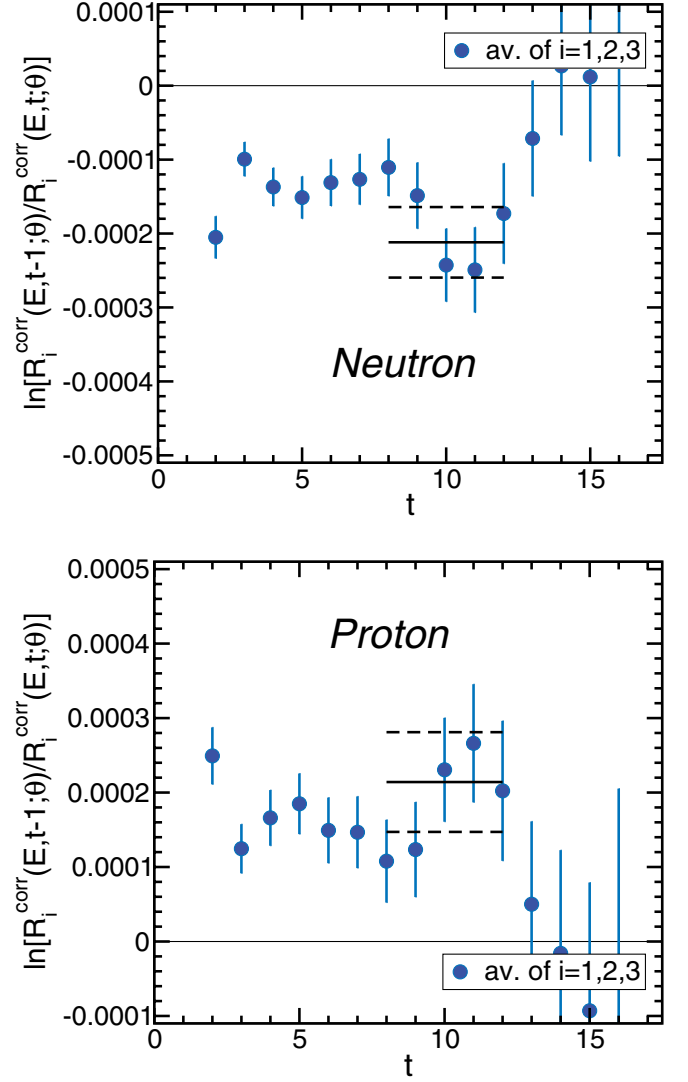 0.0001
av. of i=1,2,3
0
-0.0001
-0.0002
-0.0003
-0.0004
-0.0005
ln[R_i^corr(E,t-1;θ)/R_i^corr(E,t;θ)]
Neutron
0 5 10 15
t
0.0005
0.0004
0.0003
0.0002
0.0001
0
-0.0001
ln[R_i^corr(E,t-1;θ)/R_i^corr(E,t;θ)]
Proton
av. of i=1,2,3
0 5 10 15
t